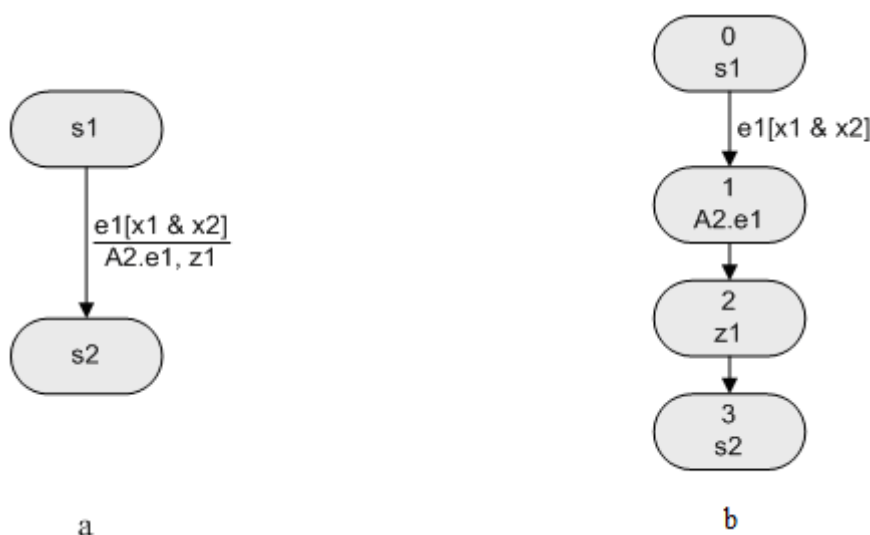 s1
e1[x1 & x2]
A2.e1, z1
s2
a
0
s1
e1[x1 & x2]
1
A2.e1
2
z1
3
s2
b